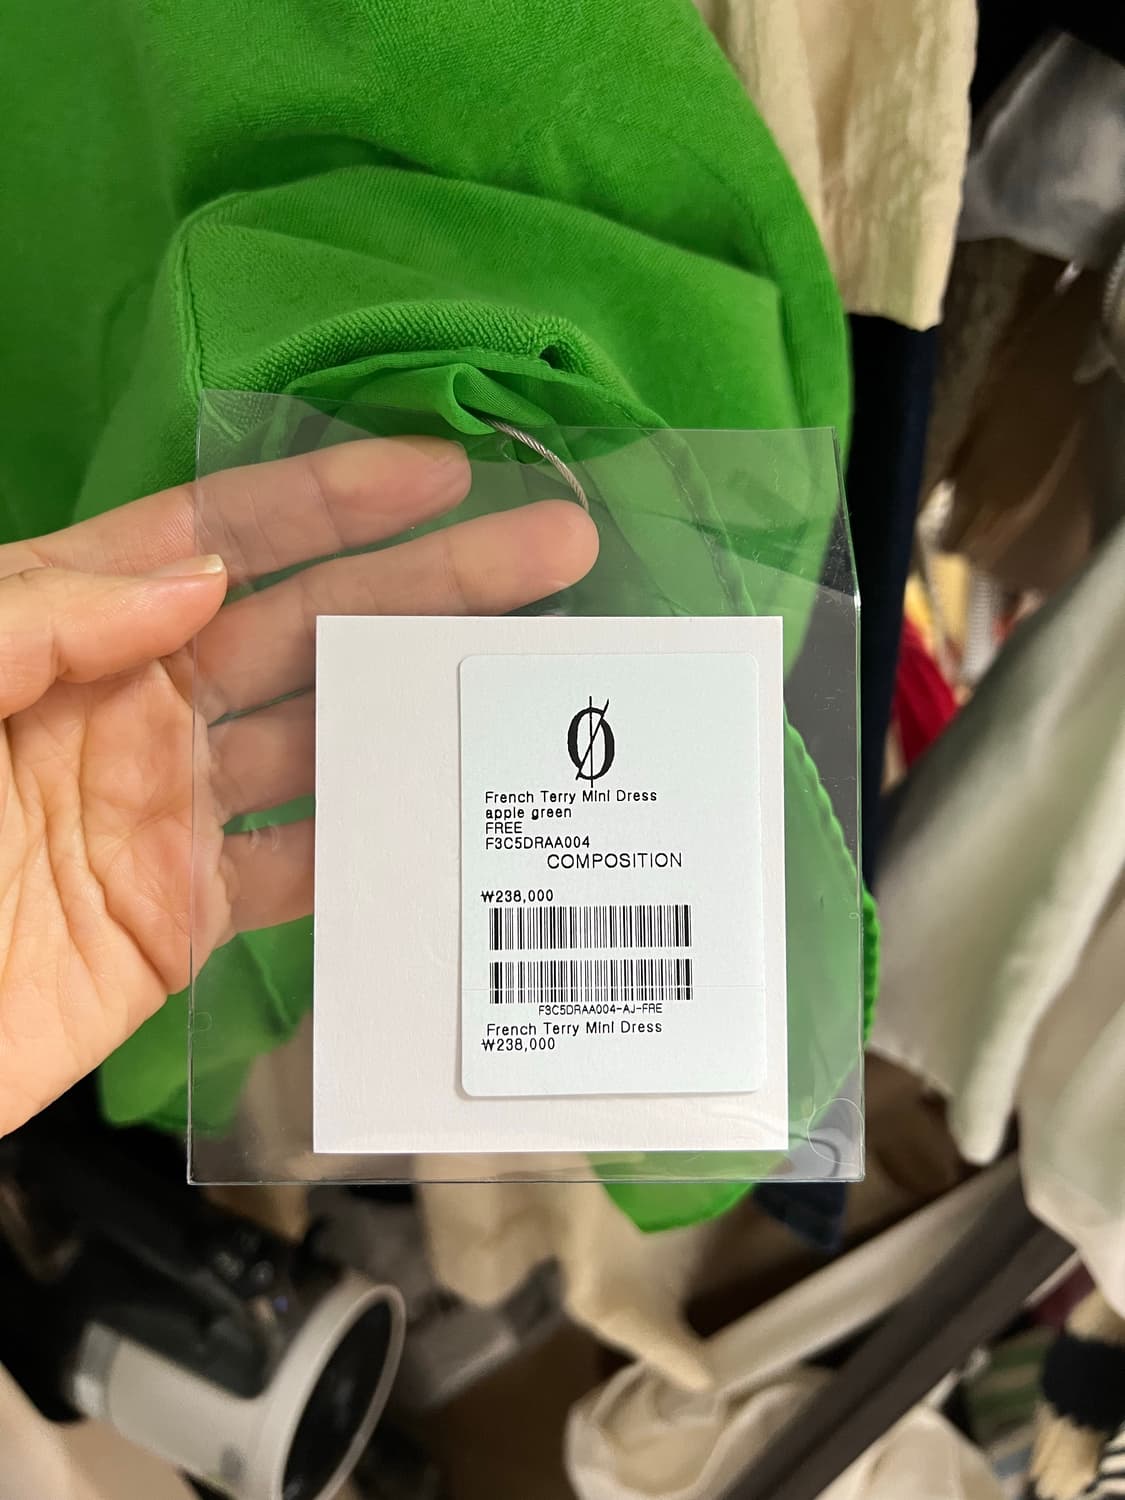 French Terry Mini Dress
apple green
FREE
F3C5DRAA004
COMPOSITION
₩238,000
F3C5DRAA004-AJ-FRE
French Terry Mini Dress
₩238,000